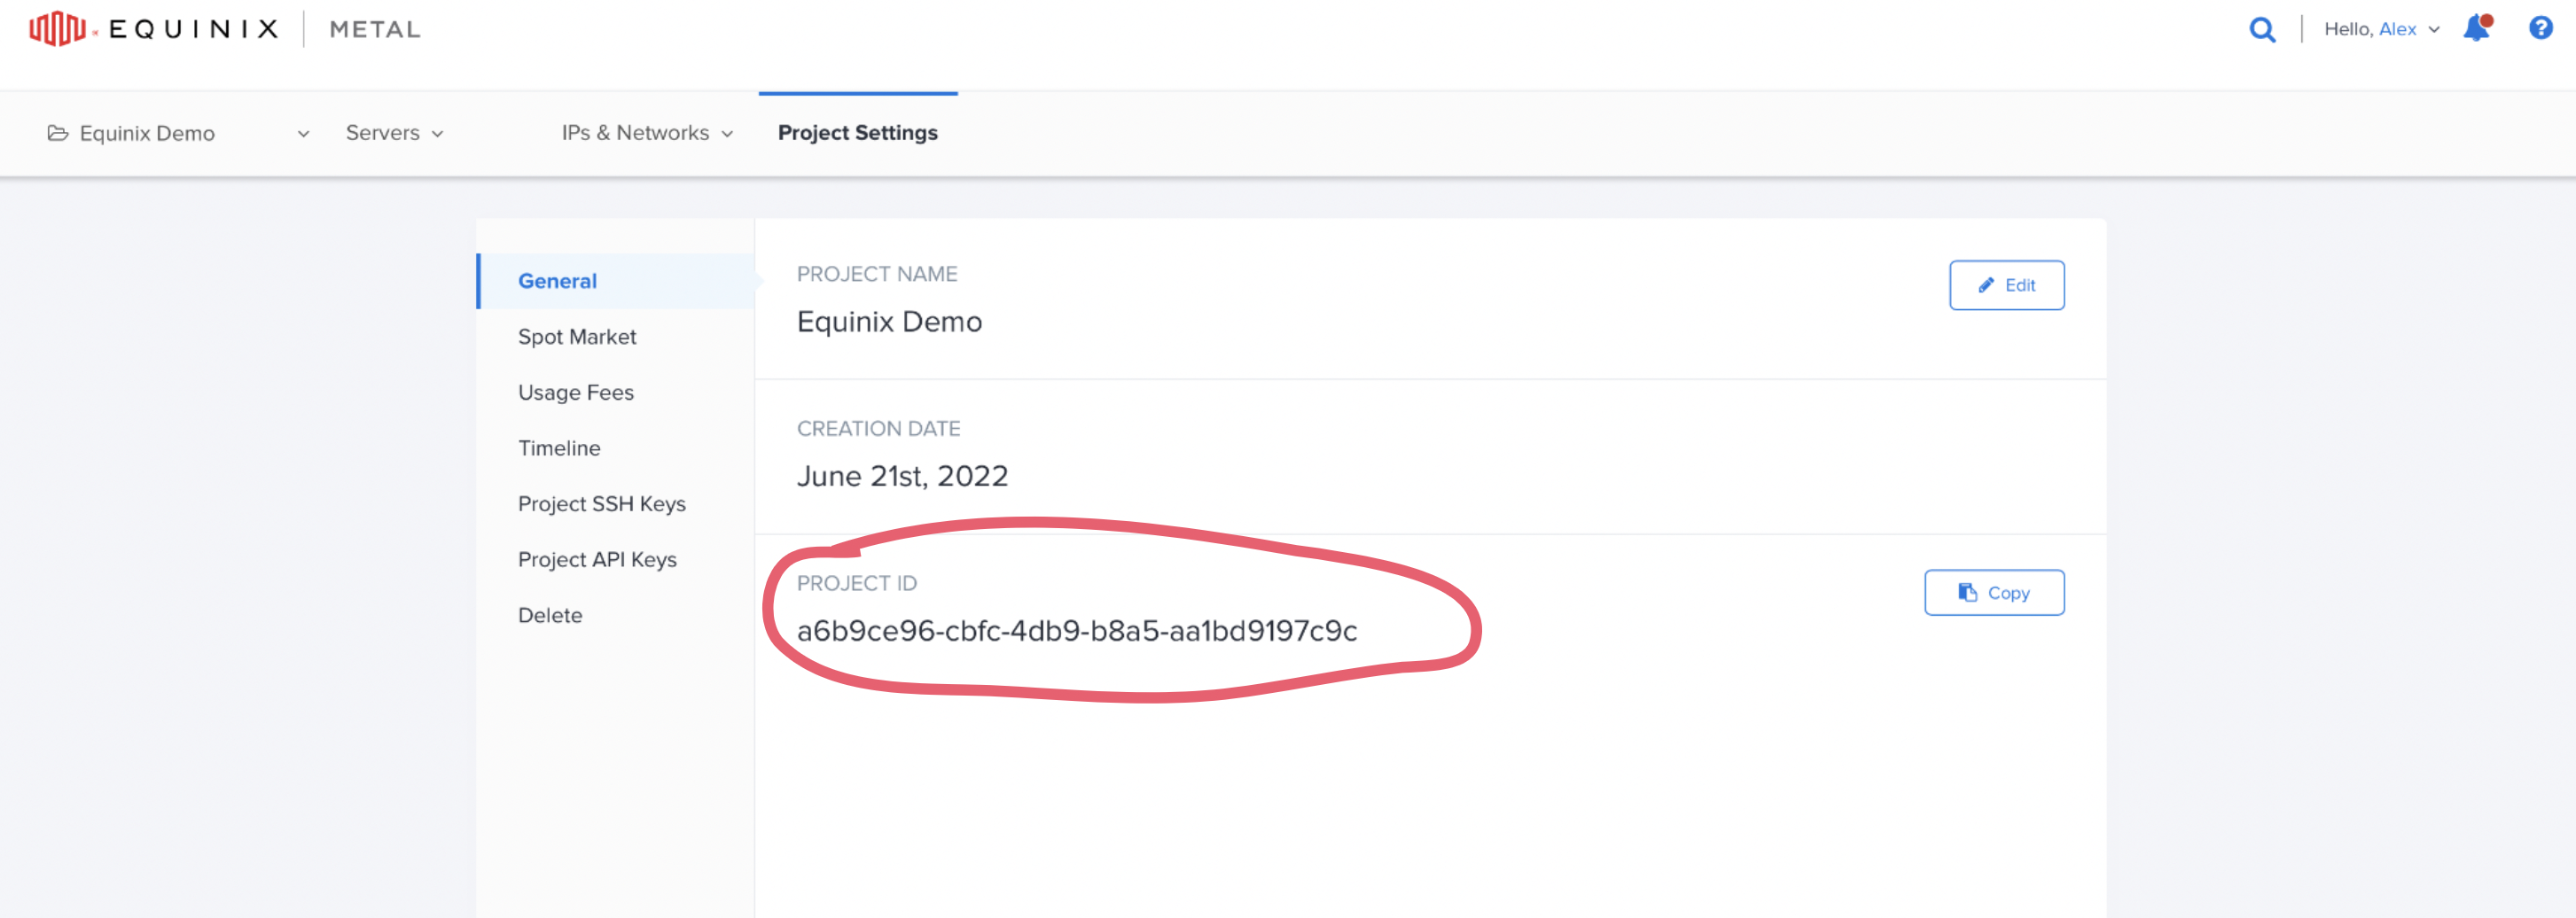 EQUINIX METAL
Hello, Alex
Equinix Demo Servers IPs & Networks Project Settings
General
Spot Market
Usage Fees
Timeline
Project SSH Keys
Project API Keys
Delete
PROJECT NAME
Edit
Equinix Demo
CREATION DATE
June 21st, 2022
PROJECT ID
Copy
a6b9ce96-cbfc-4db9-b8a5-aa1bd9197c9c